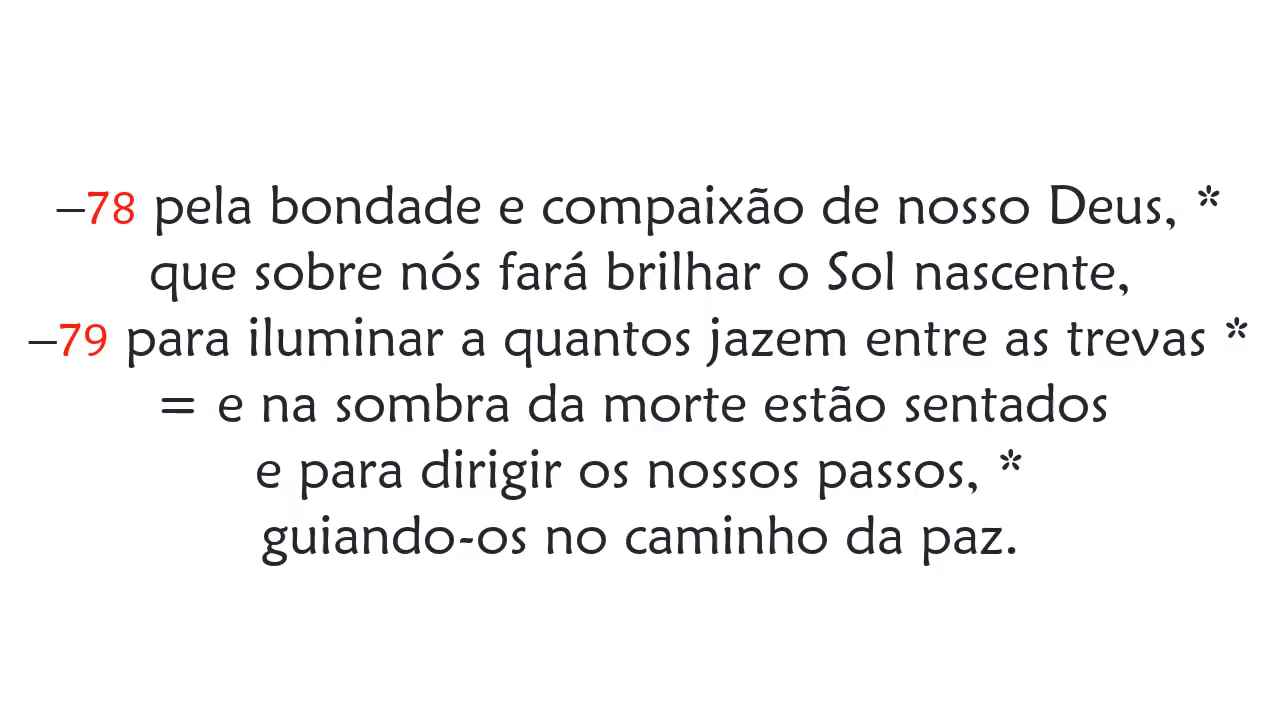 –78 pela bondade e compaixão de nosso Deus, *
que sobre nós fará brilhar o Sol nascente,
–79 para iluminar a quantos jazem entre as trevas *
= e na sombra da morte estão sentados
e para dirigir os nossos passos, *
guiando-os no caminho da paz.